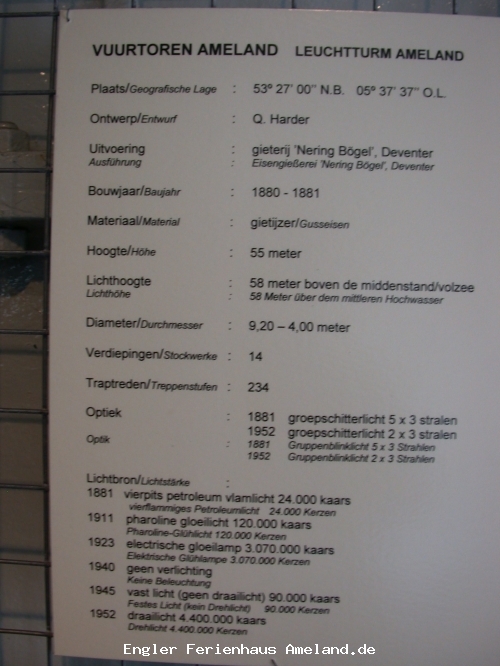 VUURTOREN AMELAND LEUCHTTURM AMELAND
Plaats/Geografische Lage : 53º 27' 00" N.B. 05º 37' 37" O.L.
Ontwerp/Entwurf : Q. Harder
Uitvoering : gieterij 'Nering Bögel', Deventer
Ausführung : Eisengießerei 'Nering Bögel', Deventer
Bouwjaar/Baujahr : 1880 - 1881
Materiaal/Material : gietijzer/Gusseisen
Hoogte/Höhe : 55 meter
Lichthoogte : 58 meter boven de middenstand/volzee
Lichthöhe : 58 Meter über dem mittleren Hochwasser
Diameter/Durchmesser : 9,20 – 4,00 meter
Verdiepingen/Stockwerke : 14
Traptreden/Treppenstufen : 234
Optiek : 1881 groepschitterlicht 5 x 3 stralen
1952 groepschitterlicht 2 x 3 stralen
Optik : 1881 Gruppenblinklicht 5 x 3 Strahlen
1952 Gruppenblinklicht 2 x 3 Strahlen
Lichtbron/Lichtstärke :
1881 vierpits petroleum vlamlicht 24.000 kaars
vierflammiges Petroleumlicht 24.000 Kerzen
1911 pharoline gloeilicht 120.000 kaars
Pharoline-Glühlicht 120.000 Kerzen
1923 electrische gloeilamp 3.070.000 kaars
Elektrische Glühlampe 3.070.000 Kerzen
1940 geen verlichting
Keine Beleuchtung
1945 vast licht (geen draailicht) 90.000 kaars
Festes Licht (kein Drehlicht) 90.000 Kerzen
1952 draailicht 4.400.000 kaars
Drehlicht 4.400.000 Kerzen
Engler Ferienhaus Ameland.de